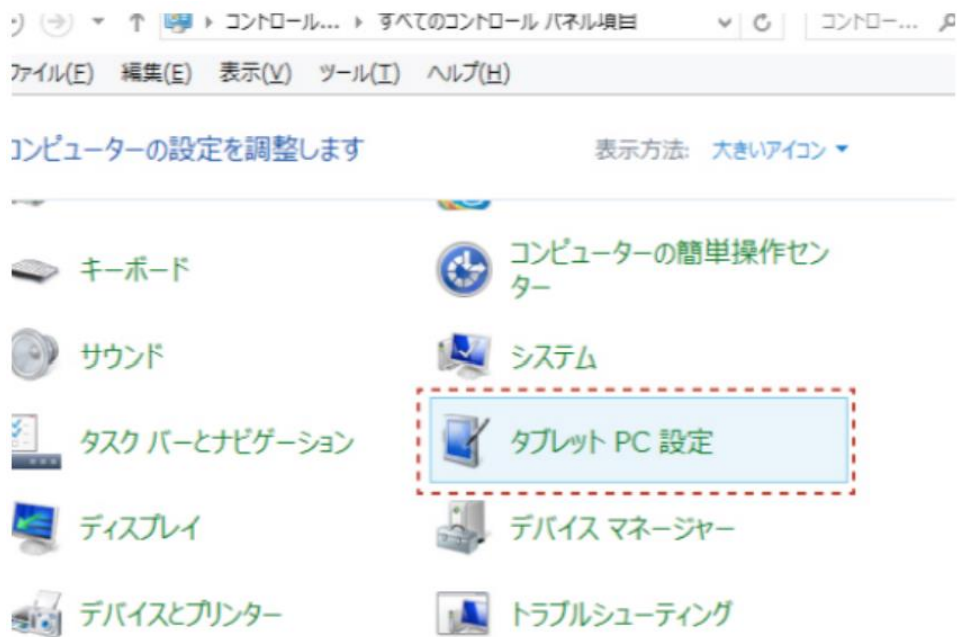 コントロール... すべてのコントロール パネル項目 コントロー...
ファイル(F) 編集(E) 表示(V) ツール(T) ヘルプ(H)
コンピューターの設定を調整します 表示方法: 大きいアイコン
キーボード
コンピューターの簡単操作セン
ター
サウンド
システム
タスク バーとナビゲーション
タブレット PC 設定
ディスプレイ
デバイス マネージャー
デバイスとプリンター
トラブルシューティング